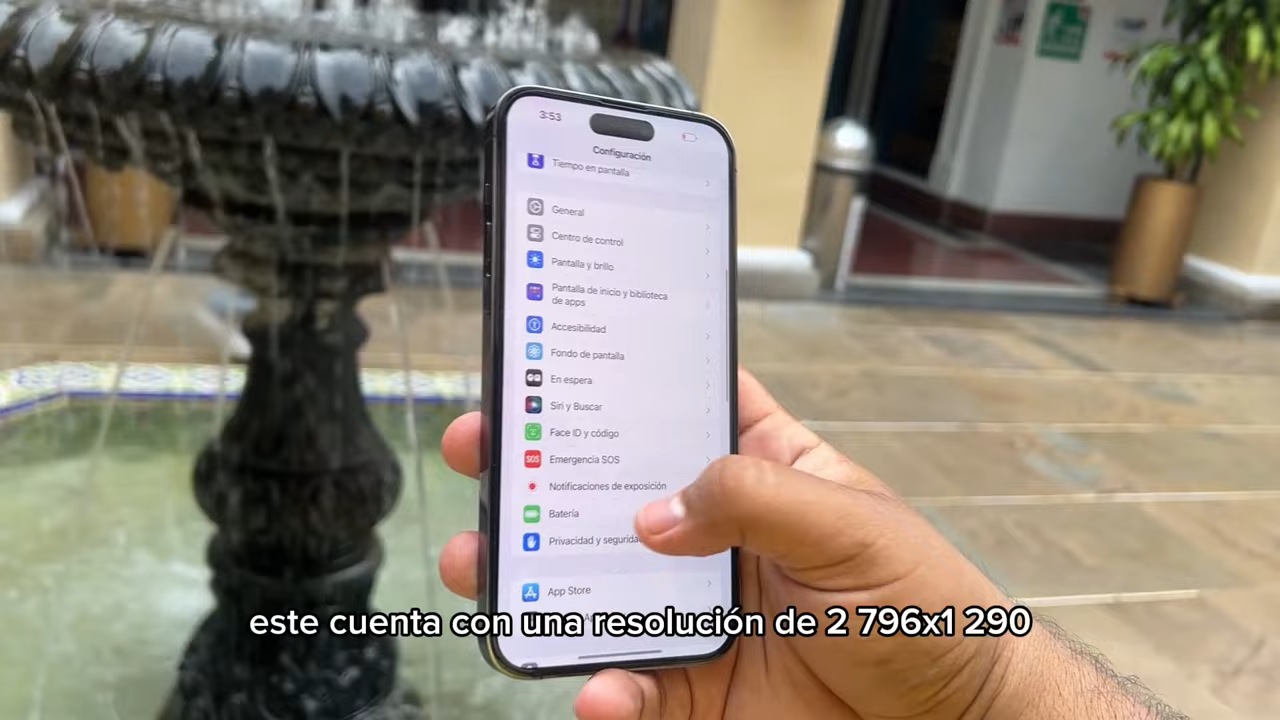 3:53
Configuración
Tiempo en pantalla
General
Centro de control
Pantalla y brillo
Pantalla de inicio y biblioteca
de apps
Accesibilidad
Fondo de pantalla
En espera
Siri y Buscar
Face ID y código
SOS
Emergencia SOS
Notificaciones de exposición
Batería
Privacidad y segurida
App Store
este cuenta con una resolución de 2 796x1 290